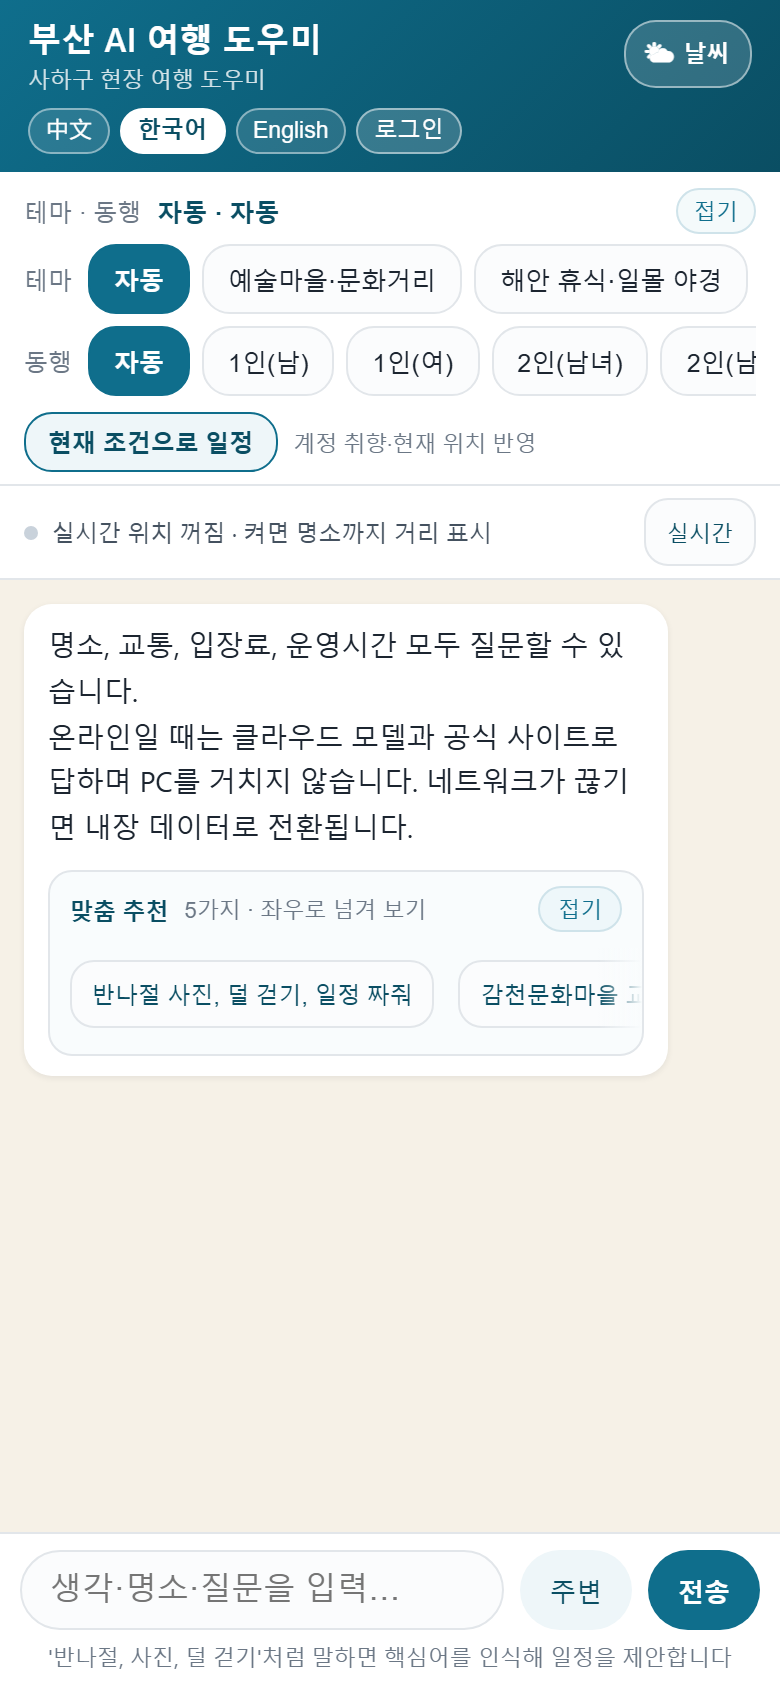 부산 AI 여행 도우미
사하구 현장 여행 도우미
날씨
中文 한국어 English 로그인
테마 · 동행 자동 · 자동 접기
테마 자동 예술마을·문화거리 해안 휴식·일몰 야경
동행 자동 1인(남) 1인(여) 2인(남녀) 2인(남
현재 조건으로 일정 계정 취향·현재 위치 반영
실시간 위치 꺼짐 · 켜면 명소까지 거리 표시 실시간
명소, 교통, 입장료, 운영시간 모두 질문할 수 있
습니다.
온라인일 때는 클라우드 모델과 공식 사이트로
답하며 PC를 거치지 않습니다. 네트워크가 끊기
면 내장 데이터로 전환됩니다.
맞춤 추천 5가지 · 좌우로 넘겨 보기 접기
반나절 사진, 덜 걷기, 일정 짜줘 감천문화마을
생각·명소·질문을 입력... 주변 전송
'반나절, 사진, 덜 걷기'처럼 말하면 핵심어를 인식해 일정을 제안합니다